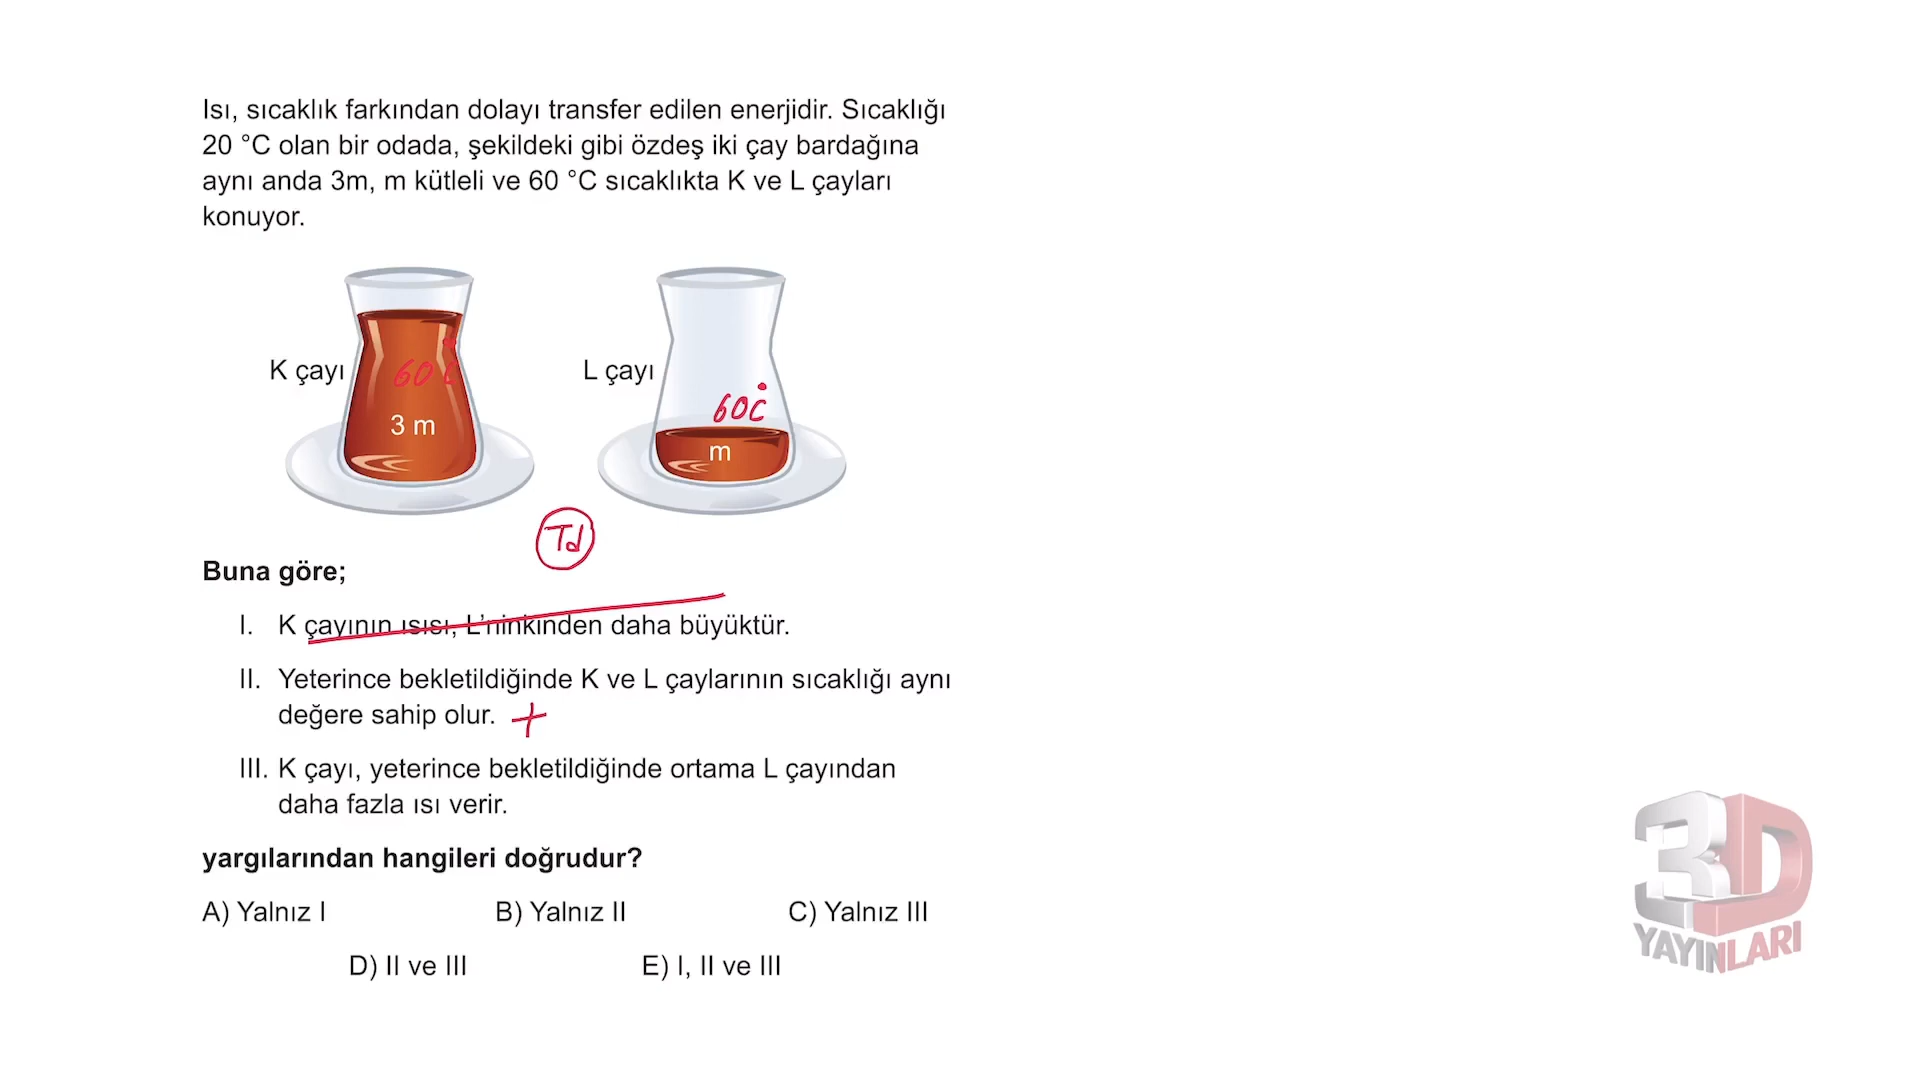 Isı, sıcaklık farkından dolayı transfer edilen enerjidir. Sıcaklığı
20 °C olan bir odada, şekildeki gibi özdeş iki çay bardağına
aynı anda 3m, m kütleli ve 60 °C sıcaklıkta K ve L çayları
konuyor.
K çayı
60°C
3 m
L çayı
60°C
m
Td
Buna göre;
I. K çayının ısısı, L'ninkinden daha büyüktür.
II. Yeterince bekletildiğinde K ve L çaylarının sıcaklığı aynı
değere sahip olur. +
III. K çayı, yeterince bekletildiğinde ortama L çayından
daha fazla ısı verir.
yargılarından hangileri doğrudur?
A) Yalnız I B) Yalnız II C) Yalnız III
D) II ve III E) I, II ve III
3D
YAYINLARI